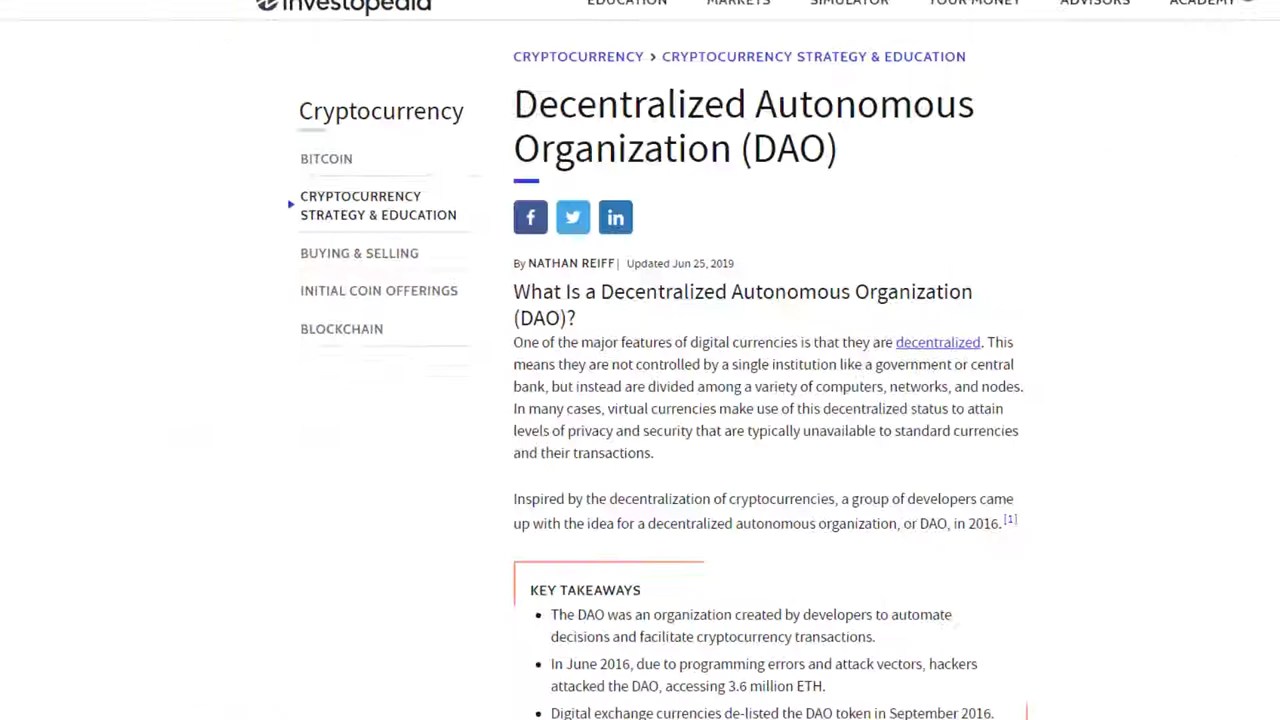 Investopedia
EDUCATION MARKETS SIMULATOR YOUR MONEY ADVISORS ACADEMY
CRYPTOCURRENCY > CRYPTOCURRENCY STRATEGY & EDUCATION
Cryptocurrency
BITCOIN
CRYPTOCURRENCY
STRATEGY & EDUCATION
BUYING & SELLING
INITIAL COIN OFFERINGS
BLOCKCHAIN
Decentralized Autonomous
Organization (DAO)
f in
By NATHAN REIFF | Updated Jun 25, 2019
What Is a Decentralized Autonomous Organization
(DAO)?
One of the major features of digital currencies is that they are decentralized. This
means they are not controlled by a single institution like a government or central
bank, but instead are divided among a variety of computers, networks, and nodes.
In many cases, virtual currencies make use of this decentralized status to attain
levels of privacy and security that are typically unavailable to standard currencies
and their transactions.
Inspired by the decentralization of cryptocurrencies, a group of developers came
up with the idea for a decentralized autonomous organization, or DAO, in 2016. [1]
KEY TAKEAWAYS
• The DAO was an organization created by developers to automate
decisions and facilitate cryptocurrency transactions.
• In June 2016, due to programming errors and attack vectors, hackers
attacked the DAO, accessing 3.6 million ETH.
• Digital exchange currencies de-listed the DAO token in September 2016.